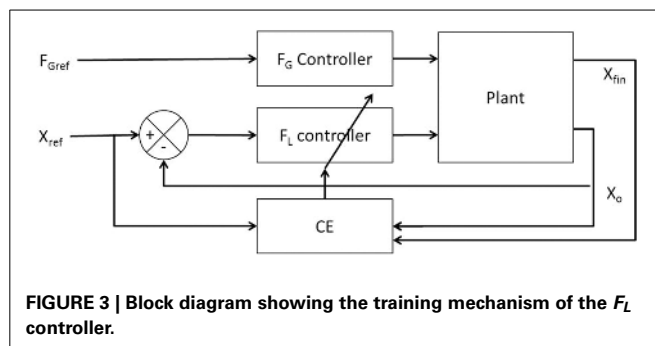 F_Gref
F_G Controller
Plant
X_fin
X_ref
+
-
F_L controller
X_o
CE
FIGURE 3 | Block diagram showing the training mechanism of the F_L
controller.